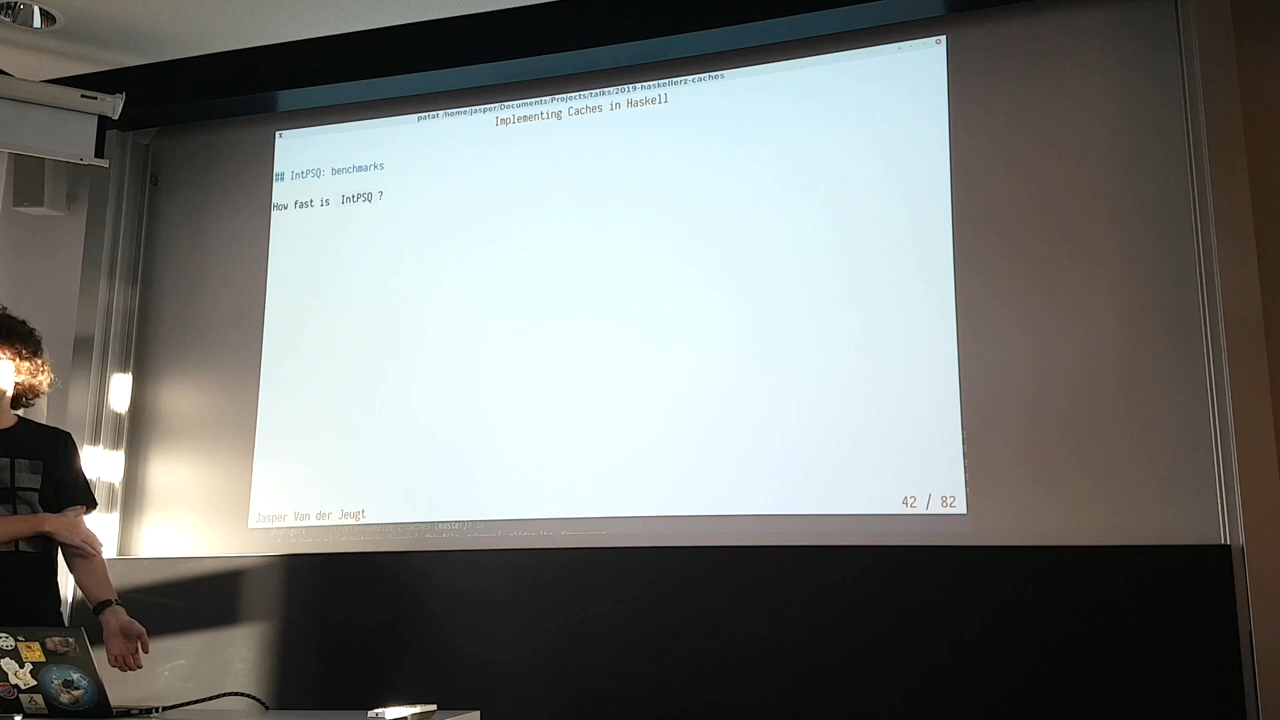 patat /home/jasper/Documents/Projects/talks/2019-haskellerz-caches
Implementing Caches in Haskell
## IntPSQ: benchmarks
How fast is IntPSQ ?
Jasper Van der Jeugt
42 / 82